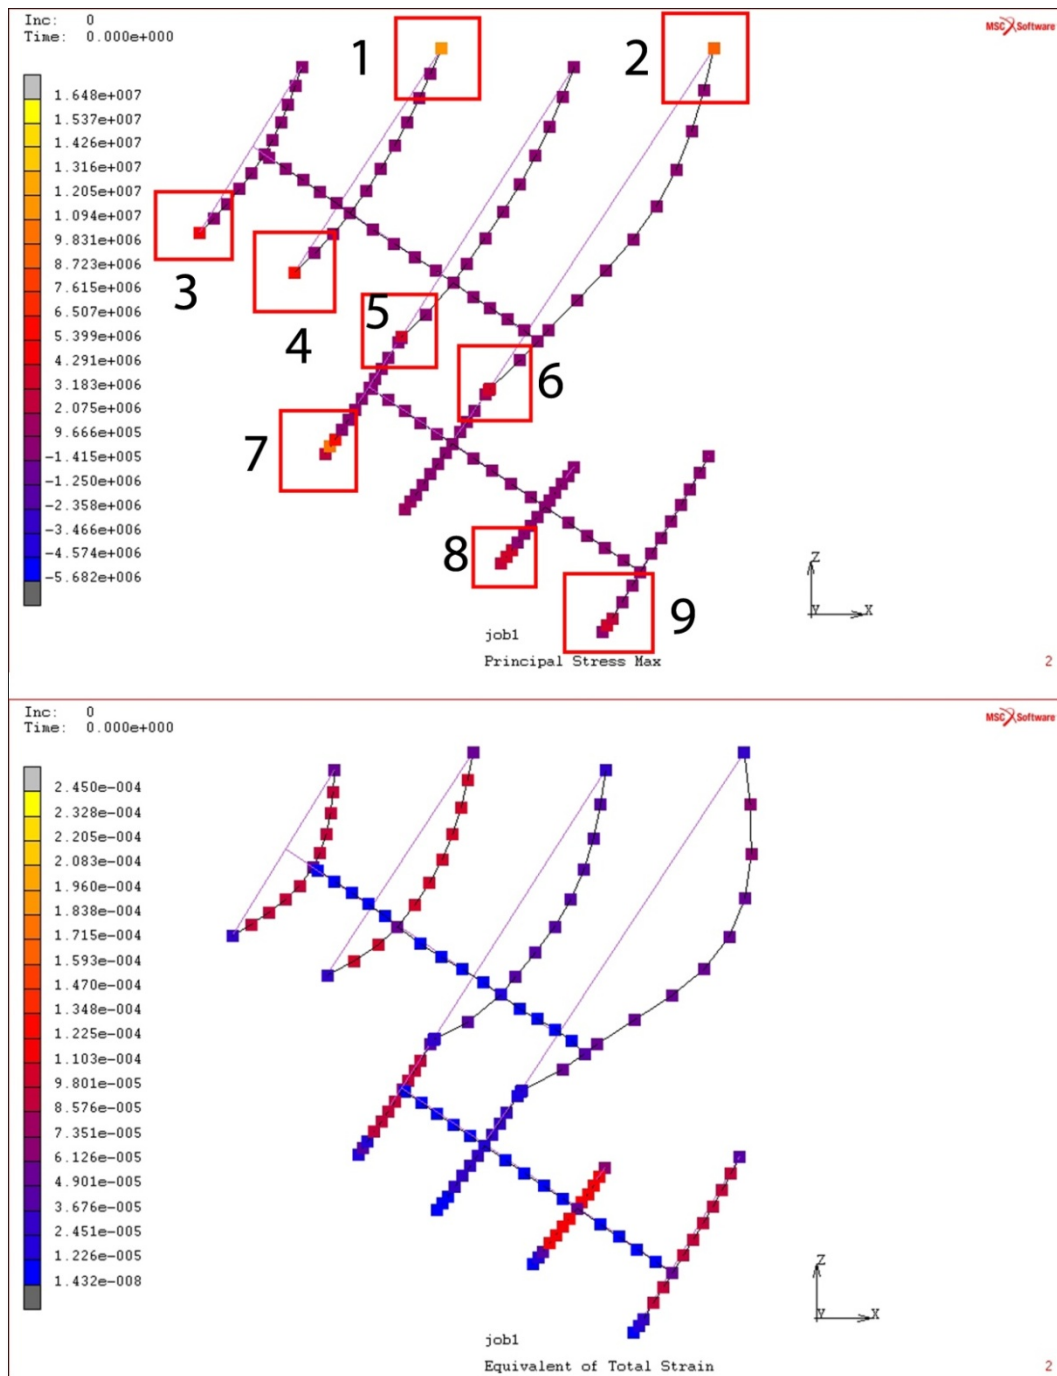 Inc: 0
Time: 0.000e+000
MSC Software
1.648e+007
1.537e+007
1.426e+007
1.316e+007
1.205e+007
1.094e+007
9.831e+006
8.723e+006
7.615e+006
6.507e+006
5.399e+006
4.291e+006
3.183e+006
2.075e+006
9.666e+005
-1.415e+005
-1.250e+006
-2.358e+006
-3.466e+006
-4.574e+006
-5.682e+006
1
2
3
4
5
6
7
8
9
Z
Y
X
job1
Principal Stress Max
2
Inc: 0
Time: 0.000e+000
MSC Software
2.450e-004
2.328e-004
2.205e-004
2.083e-004
1.960e-004
1.838e-004
1.715e-004
1.593e-004
1.470e-004
1.348e-004
1.225e-004
1.103e-004
9.801e-005
8.576e-005
7.351e-005
6.126e-005
4.901e-005
3.676e-005
2.451e-005
1.226e-005
1.432e-008
Z
Y
X
job1
Equivalent of Total Strain
2